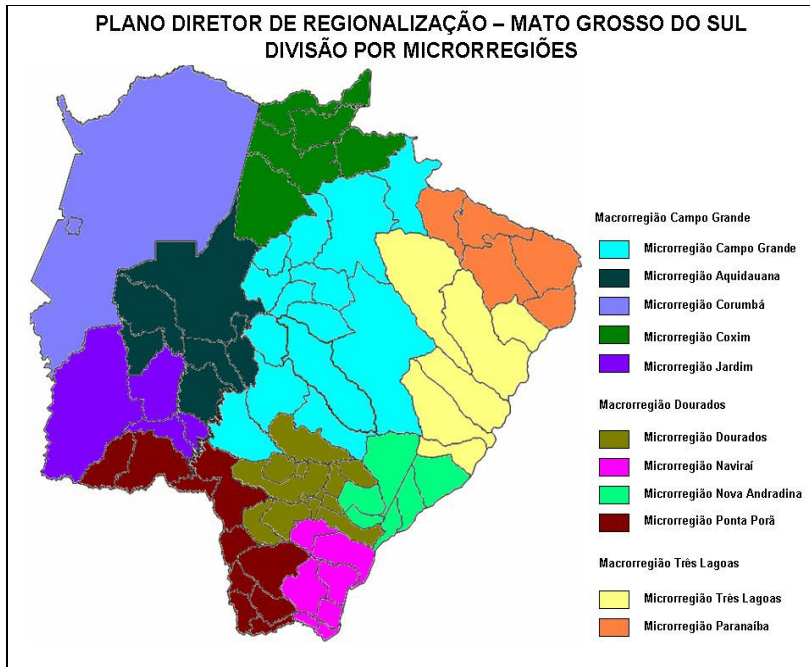 PLANO DIRETOR DE REGIONALIZAÇÃO – MATO GROSSO DO SUL
DIVISÃO POR MICRORREGIÕES
Macrorregião Campo Grande
Microrregião Campo Grande
Microrregião Aquidauana
Microrregião Corumbá
Microrregião Coxim
Microrregião Jardim
Macrorregião Dourados
Microrregião Dourados
Microrregião Naviraí
Microrregião Nova Andradina
Microrregião Ponta Porã
Macrorregião Três Lagoas
Microrregião Três Lagoas
Microrregião Paranaíba